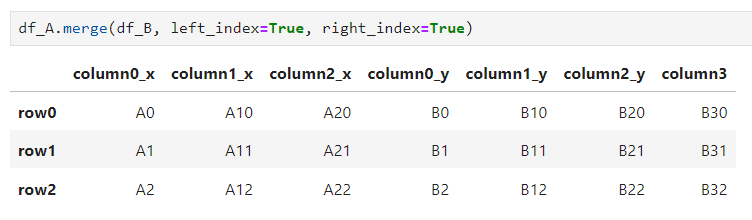 df_A.merge(df_B, left_index=True, right_index=True)
column0_x column1_x column2_x column0_y column1_y column2_y column3
row0 A0 A10 A20 B0 B10 B20 B30
row1 A1 A11 A21 B1 B11 B21 B31
row2 A2 A12 A22 B2 B12 B22 B32